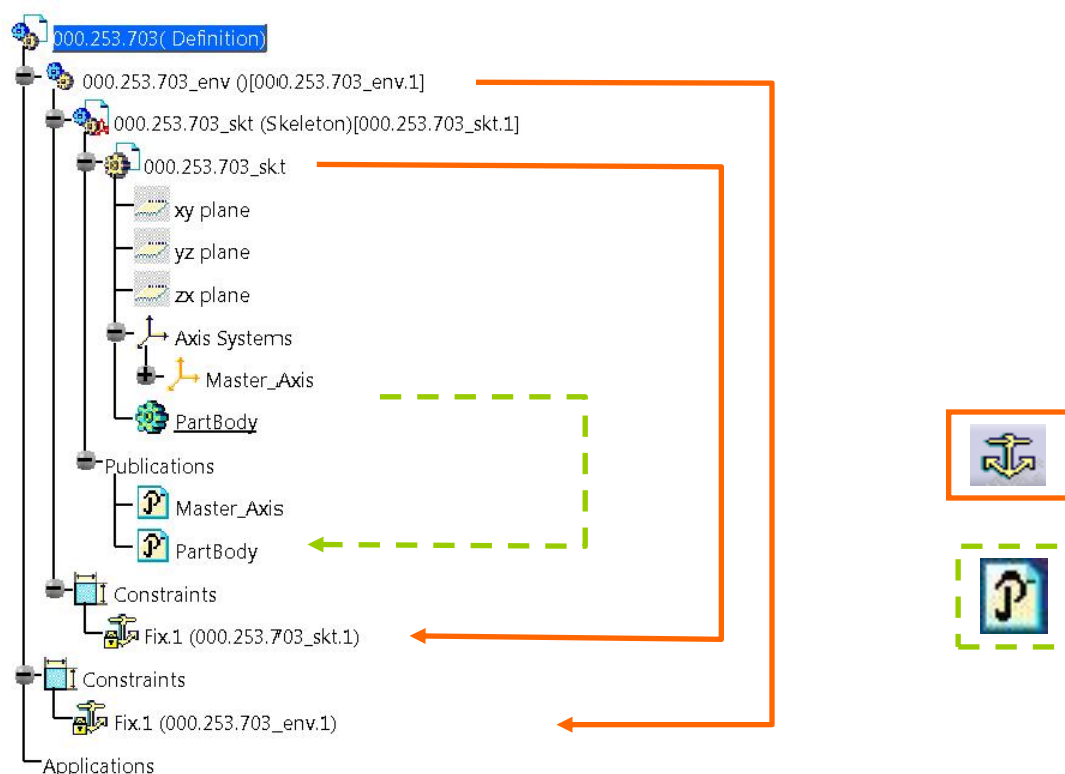 000.253.703( Definition)
000.253.703_env ()[000.253.703_env.1]
000.253.703_skt (Skeleton)[000.253.703_skt.1]
000.253.703_skt
xy plane
yz plane
zx plane
Axis Systems
Master_Axis
PartBody
Publications
Master_Axis
PartBody
Constraints
Fix.1 (000.253.703_skt.1)
Constraints
Fix.1 (000.253.703_env.1)
Applications